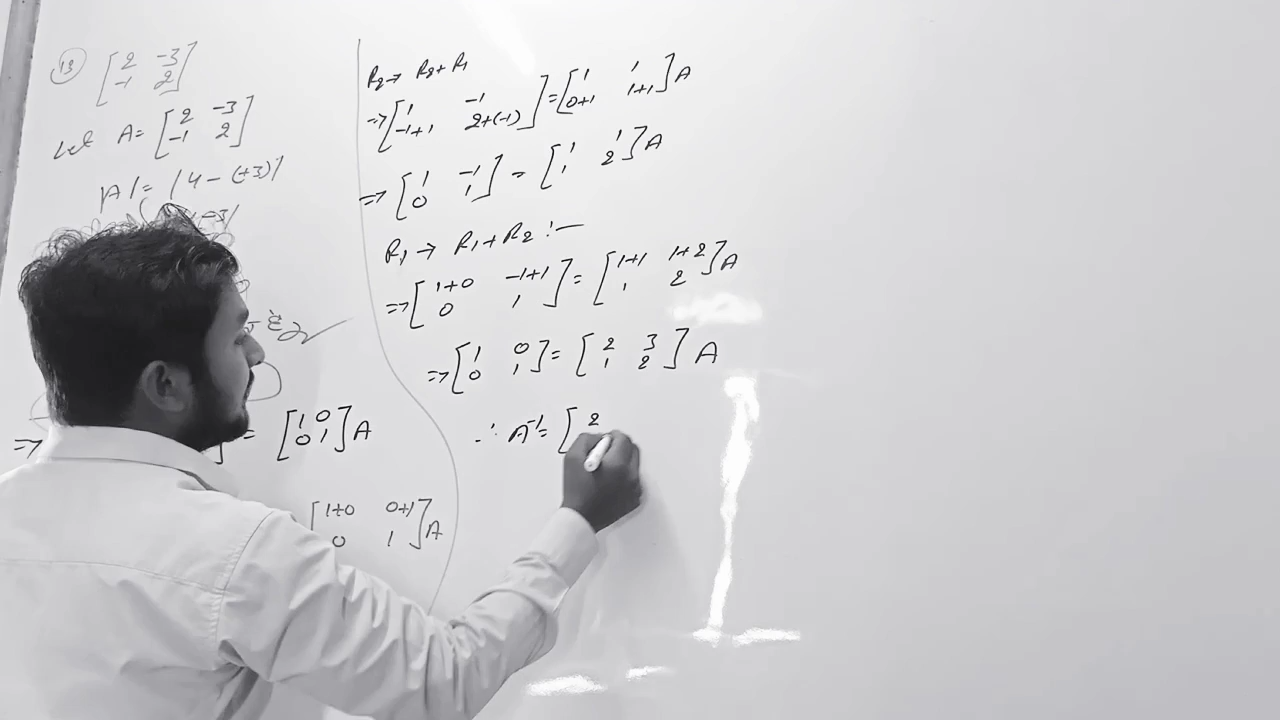 13 [2 -3
-1 2]
Let A= [2 -3
-1 2]
|A|= |4-(+3)|
[1 0
0 1] A
[1+0 0+1
0 1] A
R2→ R2+R1
=>[1 -1
-1+1 2+(-1)] = [1 1
0+1 1+1] A
=> [1 -1
0 1] = [1 1
1 2] A
R1 → R1+R2 :—
=> [1+0 -1+1
0 1] = [1+1 1+2
1 2] A
=> [1 0
0 1] = [2 3
1 2] A
∴ A⁻¹= [2